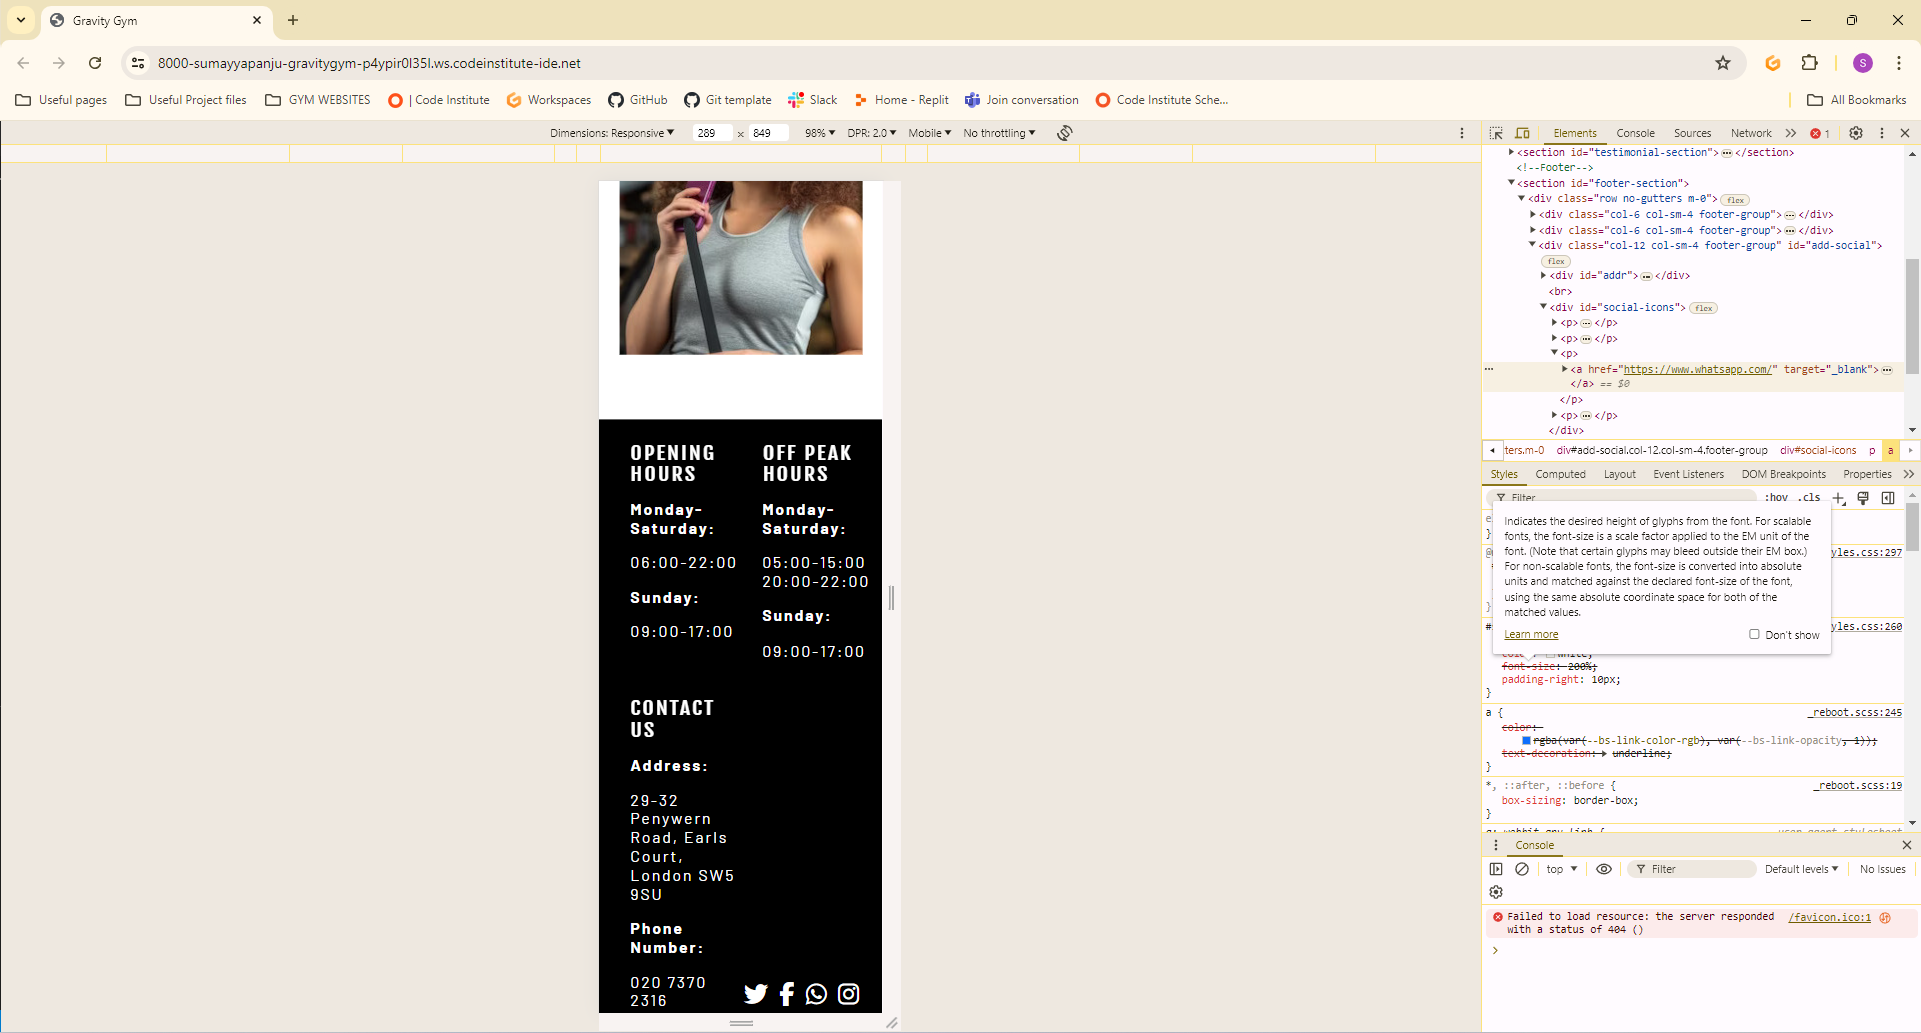 Gravity Gym
8000-sumayyapanju-gravitygym-p4ypir0l35l.ws.codeinstitute-ide.net
S
Useful pages Useful Project files GYM WEBSITES | Code Institute Workspaces GitHub Git template Slack Home - Replit Join conversation Code Institute Sche... All Bookmarks
Dimensions: Responsive 289 x 849 98% DPR: 2.0 Mobile No throttling
Elements Console Sources Network 1
<section id="testimonial-section"> </section>
<!--Footer-->
<section id="footer-section">
<div class="row no-gutters m-0"> flex
<div class="col-6 col-sm-4 footer-group"> </div>
<div class="col-6 col-sm-4 footer-group"> </div>
<div class="col-12 col-sm-4 footer-group" id="add-social">
flex
<div id="addr"> </div>
<br>
<div id="social-icons"> flex
<p> </p>
<p> </p>
<p>
<a href="https://www.whatsapp.com/" target="_blank">
</a> == $0
</p>
<p> </p>
</div>
ters.m-0 div#add-social.col-12.col-sm-4.footer-group div#social-icons p a
Styles Computed Layout Event Listeners DOM Breakpoints Properties
Filter :hov .cls
Indicates the desired height of glyphs from the font. For scalable
fonts, the font-size is a scale factor applied to the EM unit of the
font. (Note that certain glyphs may bleed outside their EM box.)
For non-scalable fonts, the font-size is converted into absolute
units and matched against the declared font-size of the font,
using the same absolute coordinate space for both of the
matched values.
Learn more Don't show
yles.css:297
yles.css:260
color: white;
font-size: 200%;
padding-right: 10px;
}
a { _reboot.scss:245
color:
rgba(var(--bs-link-color-rgb), var(--bs-link-opacity, 1));
text-decoration: underline;
}
*, ::after, ::before { _reboot.scss:19
box-sizing: border-box;
}
Console
top Filter Default levels No Issues
Failed to load resource: the server responded /favicon.ico:1
with a status of 404 ()
OPENING
HOURS
Monday-
Saturday:
06:00-22:00
Sunday:
09:00-17:00
OFF PEAK
HOURS
Monday-
Saturday:
05:00-15:00
20:00-22:00
Sunday:
09:00-17:00
CONTACT
US
Address:
29-32
Penywern
Road, Earls
Court,
London SW5
9SU
Phone
Number:
020 7370
2316